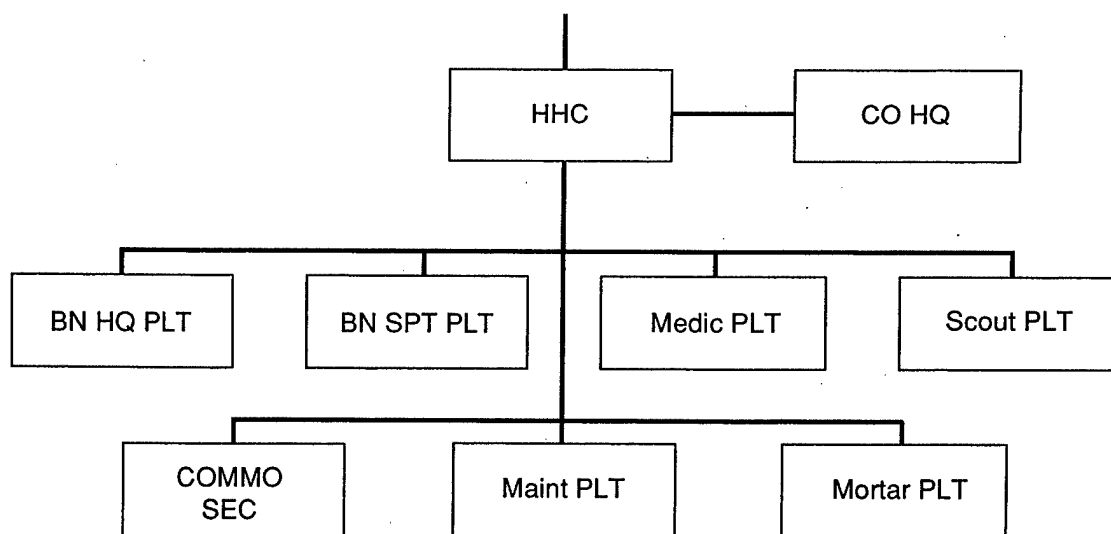 HHC
CO HQ
BN HQ PLT
BN SPT PLT
Medic PLT
Scout PLT
COMMO
SEC
Maint PLT
Mortar PLT